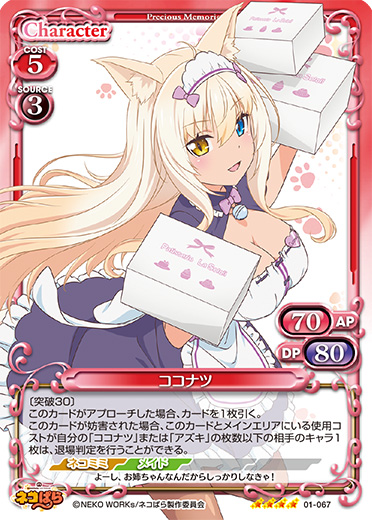 Precious Memories
Character
COST
5
SOURCE
3
Patisserie La Soleil
Patisserie La Soleil
70 AP
DP 80
ココナツ
［突破30］
このカードがアプローチした場合、カードを1枚引く。
このカードが妨害された場合、このカードとメインエリアにいる使用コ
ストが自分の「ココナツ」または「アズキ」の枚数以下の相手のキャラ1
枚は、退場判定を行うことができる。
ネコミミ メイド
よーし、お姉ちゃんなんだからしっかりしなきゃ！
ネコぱら
©NEKO WORKs/ネコぱら製作委員会
01-067